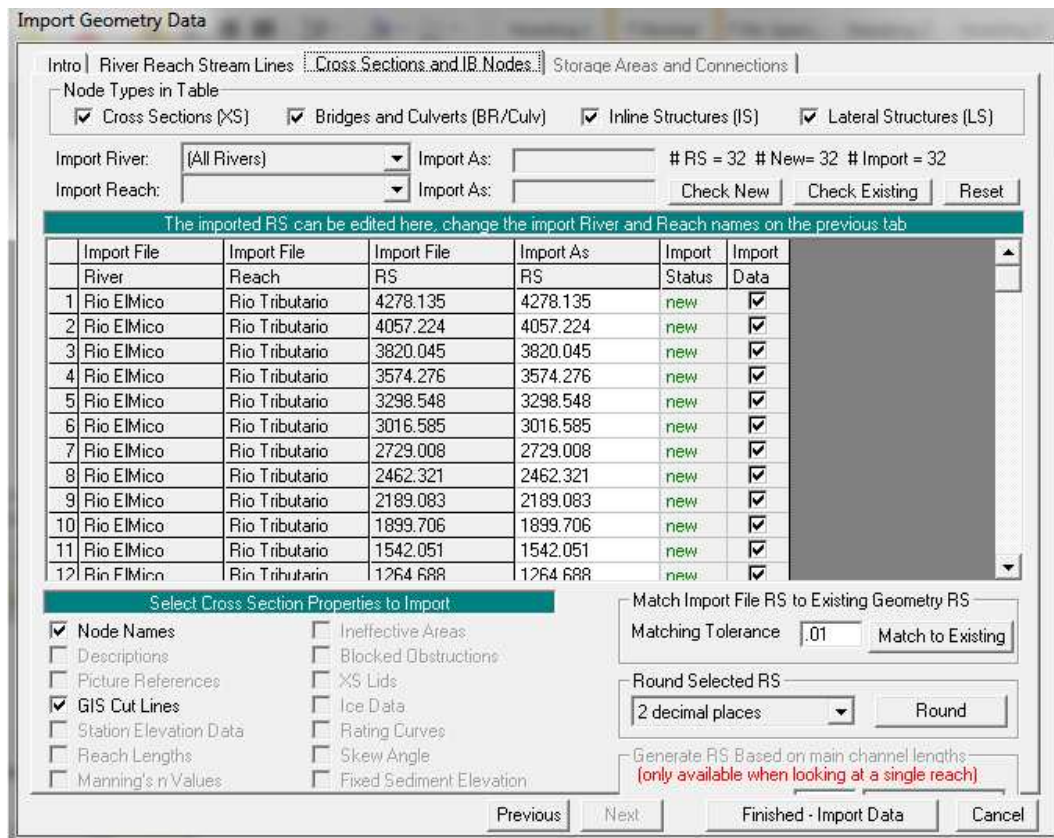 Import Geometry Data
Intro River Reach Stream Lines Cross Sections and IB Nodes Storage Areas and Connections
Node Types in Table
Cross Sections (XS) Bridges and Culverts (BR/Culv) Inline Structures (IS) Lateral Structures (LS)
Import River: (All Rivers) Import As: # RS = 32 # New= 32 # Import = 32
Import Reach: Import As: Check New Check Existing Reset
The imported RS can be edited here, change the import River and Reach names on the previous tab
Import File Import File Import File Import As Import Import
River Reach RS RS Status Data
1 Rio ElMico Rio Tributario 4278.135 4278.135 new
2 Rio ElMico Rio Tributario 4057.224 4057.224 new
3 Rio ElMico Rio Tributario 3820.045 3820.045 new
4 Rio ElMico Rio Tributario 3574.276 3574.276 new
5 Rio ElMico Rio Tributario 3298.548 3298.548 new
6 Rio ElMico Rio Tributario 3016.585 3016.585 new
7 Rio ElMico Rio Tributario 2729.008 2729.008 new
8 Rio ElMico Rio Tributario 2462.321 2462.321 new
9 Rio ElMico Rio Tributario 2189.083 2189.083 new
10 Rio ElMico Rio Tributario 1899.706 1899.706 new
11 Rio ElMico Rio Tributario 1542.051 1542.051 new
12 Rio ElMico Rio Tributario 1264.688 1264.688 new
Select Cross Section Properties to Import
Node Names Ineffective Areas
Descriptions Blocked Obstructions
Picture References XS Lids
GIS Cut Lines Ice Data
Station Elevation Data Rating Curves
Reach Lengths Skew Angle
Manning's n Values Fixed Sediment Elevation
Match Import File RS to Existing Geometry RS
Matching Tolerance .01 Match to Existing
Round Selected RS
2 decimal places Round
Generate RS Based on main channel lengths
(only available when looking at a single reach)
Previous Next Finished - Import Data Cancel